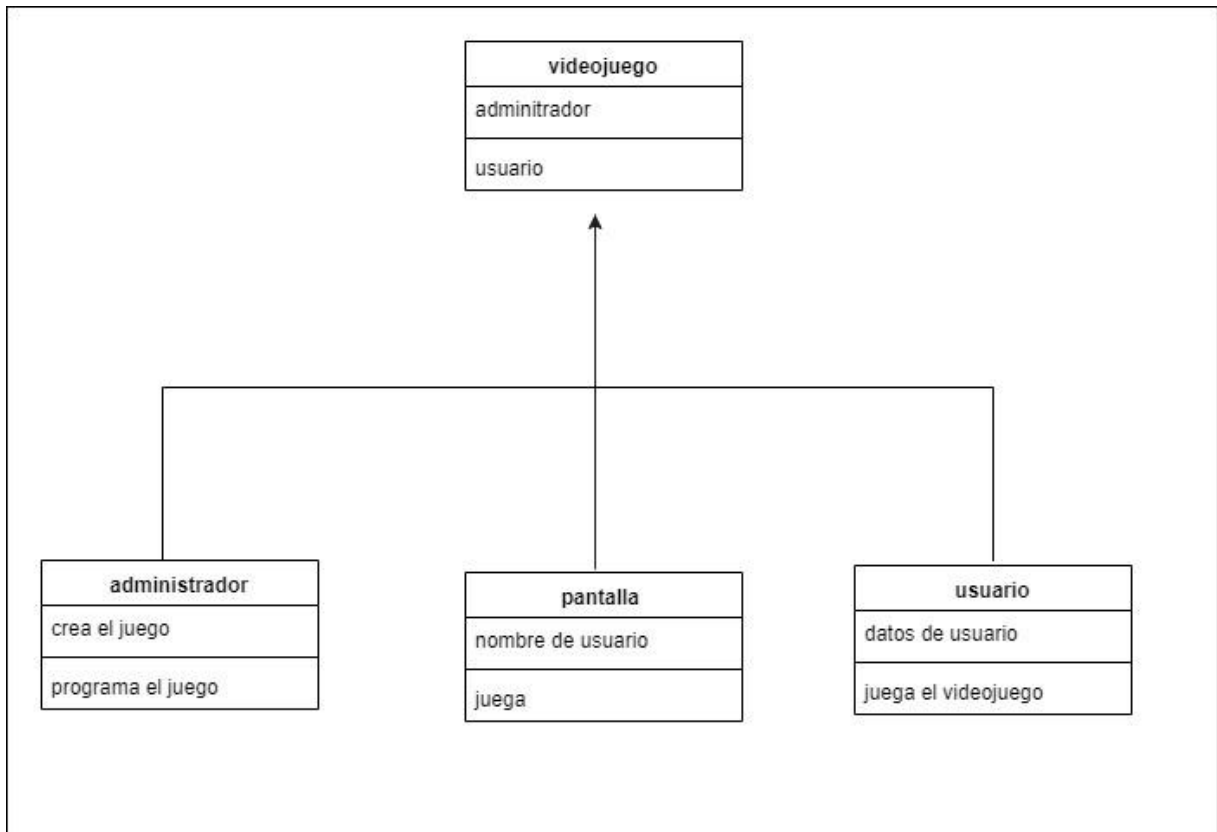 videojuego
adminitrador
usuario
administrador
crea el juego
programa el juego
pantalla
nombre de usuario
juega
usuario
datos de usuario
juega el videojuego